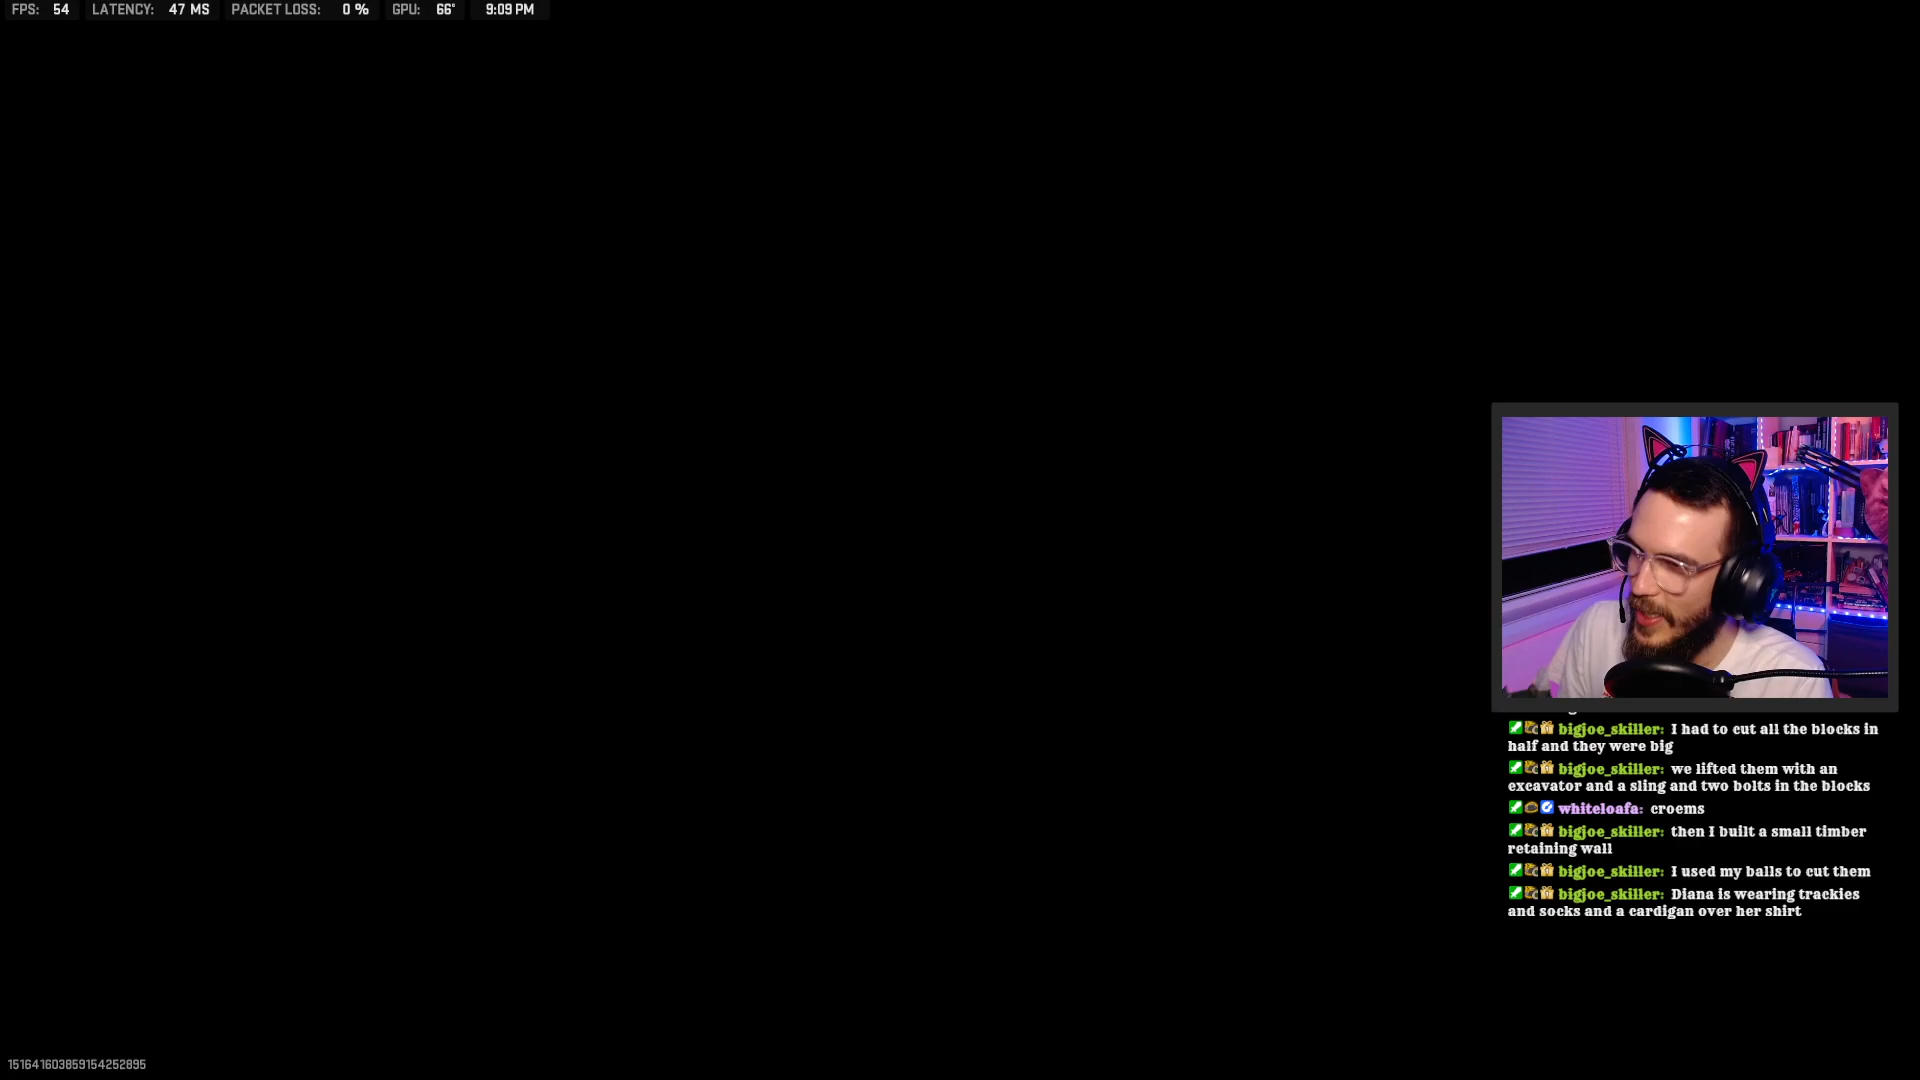 FPS: 54 LATENCY: 47 MS PACKET LOSS: 0 % GPU: 66° 9:09 PM
bigjoe_skiller: I had to cut all the blocks in
half and they were big
bigjoe_skiller: we lifted them with an
excavator and a sling and two bolts in the blocks
whiteloafa: croems
bigjoe_skiller: then I built a small timber
retaining wall
bigjoe_skiller: I used my balls to cut them
bigjoe_skiller: Diana is wearing trackies
and socks and a cardigan over her shirt
151641603859154252895